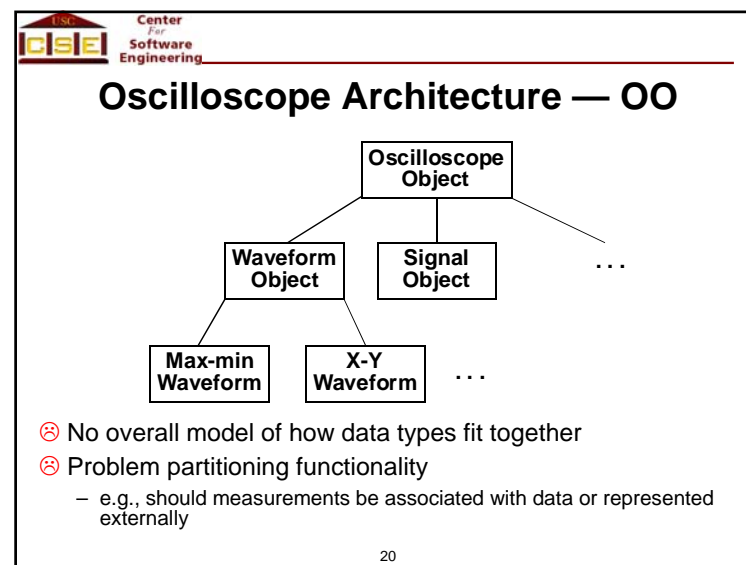 USC
CSE
Center
For
Software
Engineering
Oscilloscope Architecture — OO
Oscilloscope
Object
Waveform
Object
Signal
Object
...
Max-min
Waveform
X-Y
Waveform
...
☹ No overall model of how data types fit together
☹ Problem partitioning functionality
– e.g., should measurements be associated with data or represented
externally
20